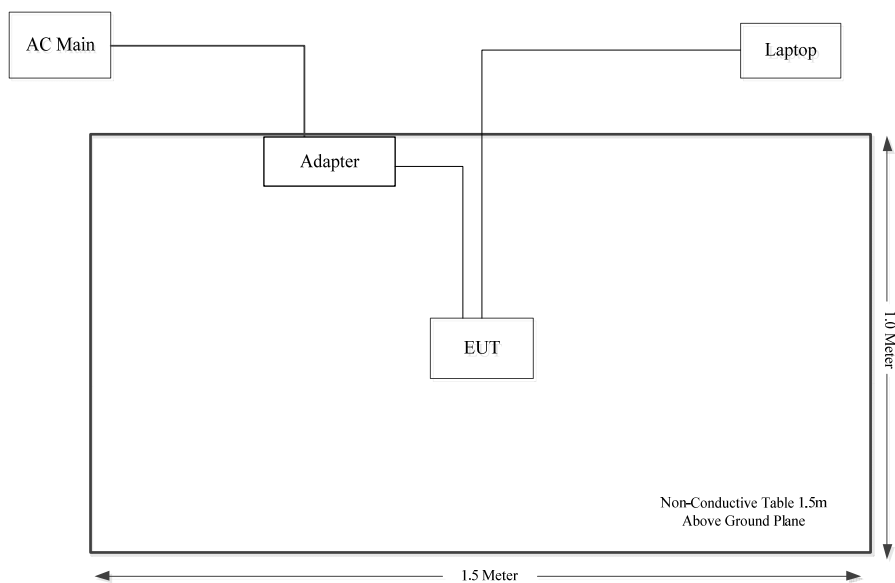 AC Main
Laptop
Adapter
EUT
1.0 Meter
Non-Conductive Table 1.5m
Above Ground Plane
1.5 Meter